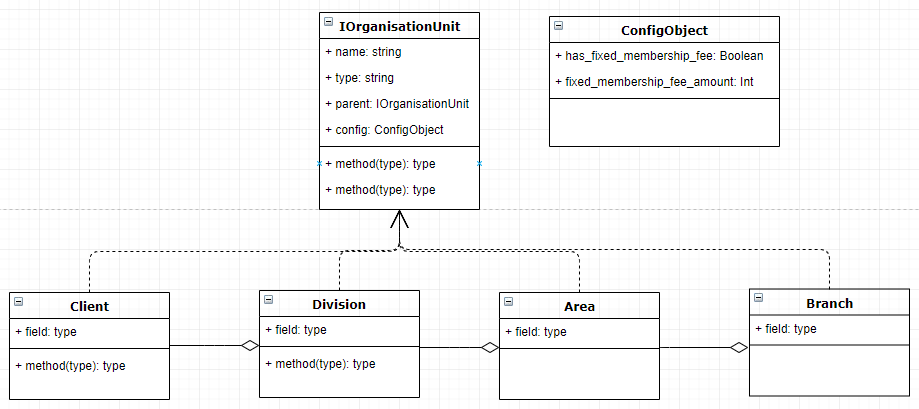 IOrganisationUnit
+ name: string
+ type: string
+ parent: IOrganisationUnit
+ config: ConfigObject
+ method(type): type
+ method(type): type
ConfigObject
+ has_fixed_membership_fee: Boolean
+ fixed_membership_fee_amount: Int
Client
+ field: type
+ method(type): type
Division
+ field: type
+ method(type): type
Area
+ field: type
Branch
+ field: type